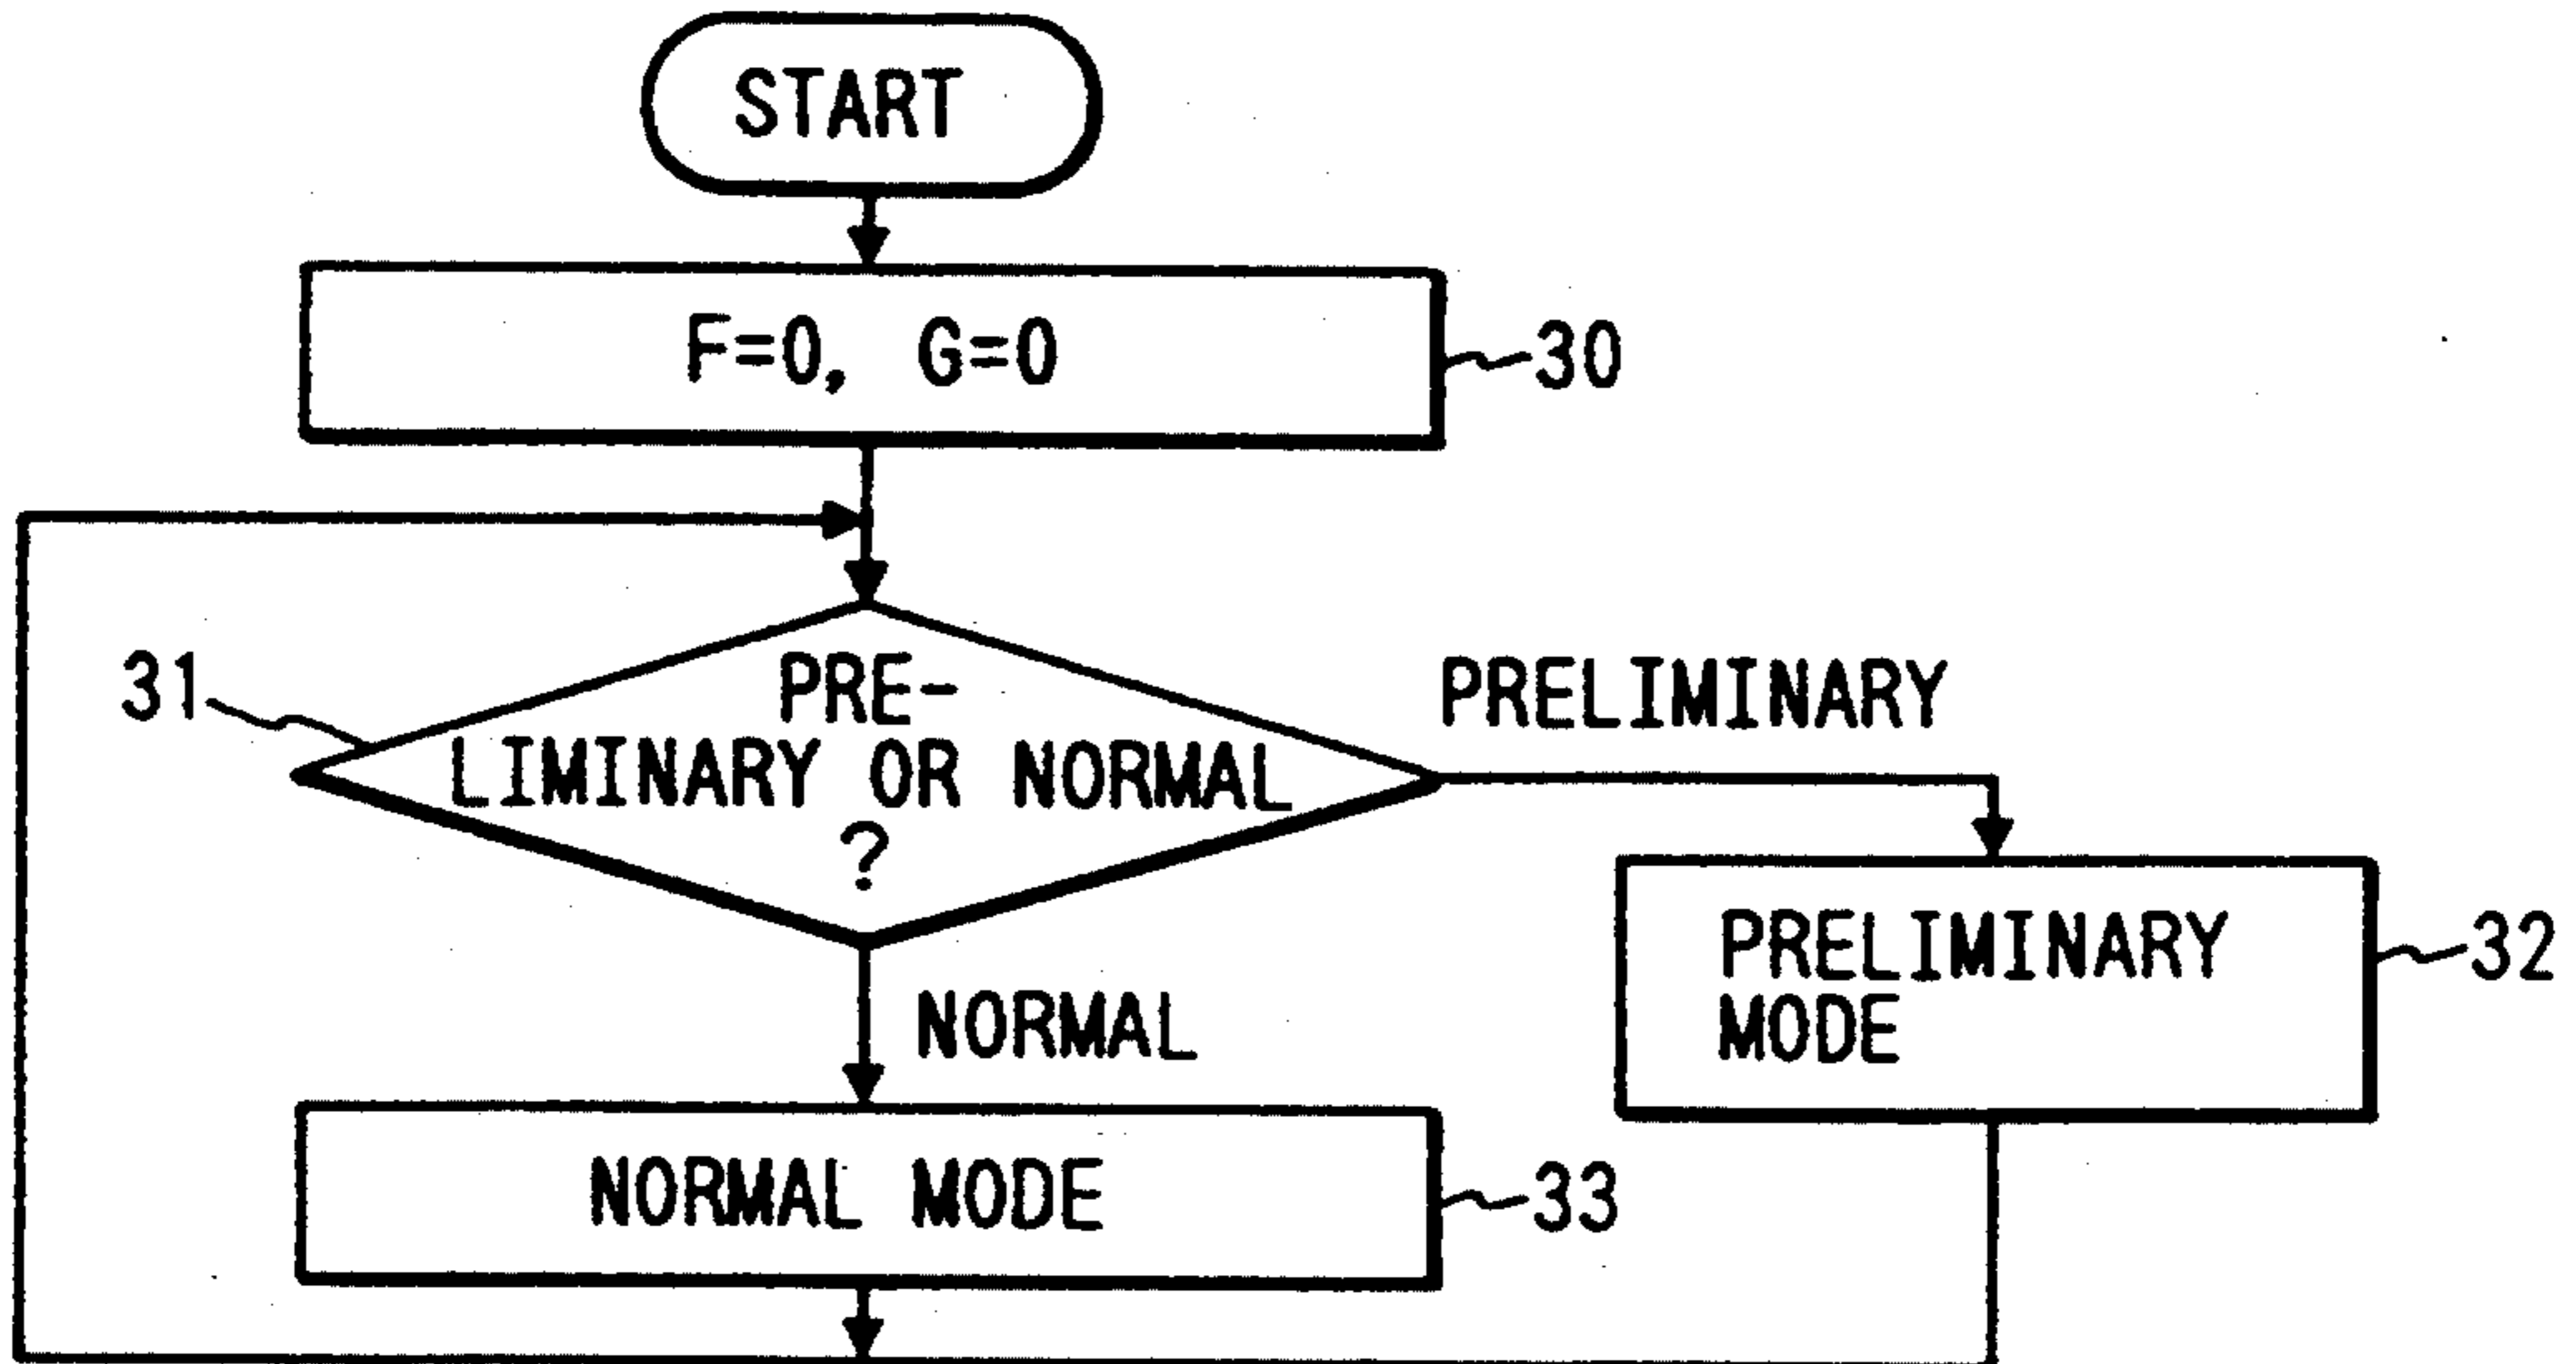 START
F=0, G=0
30
31
PRE-
LIMINARY OR NORMAL
?
PRELIMINARY
PRELIMINARY
MODE
32
NORMAL
NORMAL MODE
33